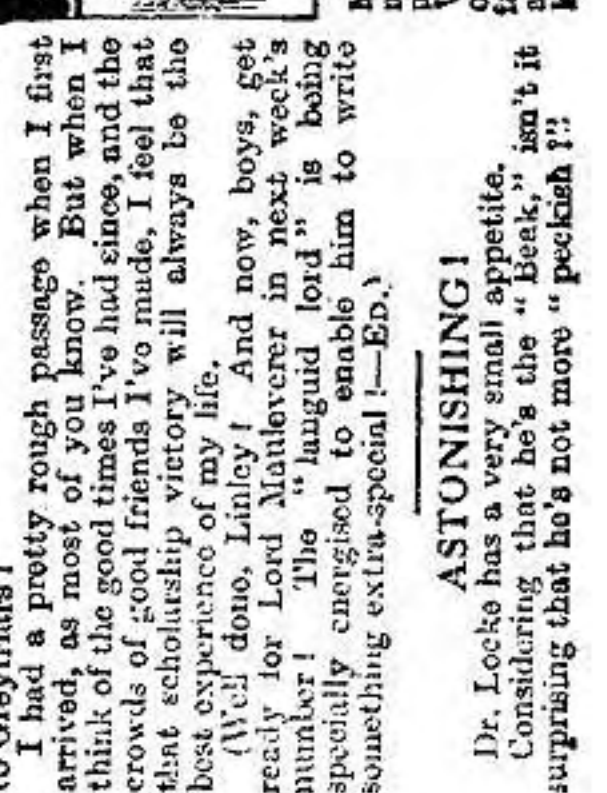 to Greyfriars!
I had a pretty rough passage when I first
arrived, as most of you know. But when I
think of the good times I've had since, and the
crowds of good friends I've made, I feel that
that scholarship victory will always be the
best experience of my life.
(Well done, Linley! And now, boys, get
ready for Lord Mauleverer in next week's
number! The "languid lord" is being
specially energised to enable him to write
something extra-special!—ED.)
ASTONISHING!
Dr. Locke has a very small appetite.
Considering that he's the "Beak," isn't it
surprising that he's not more "peckish?"